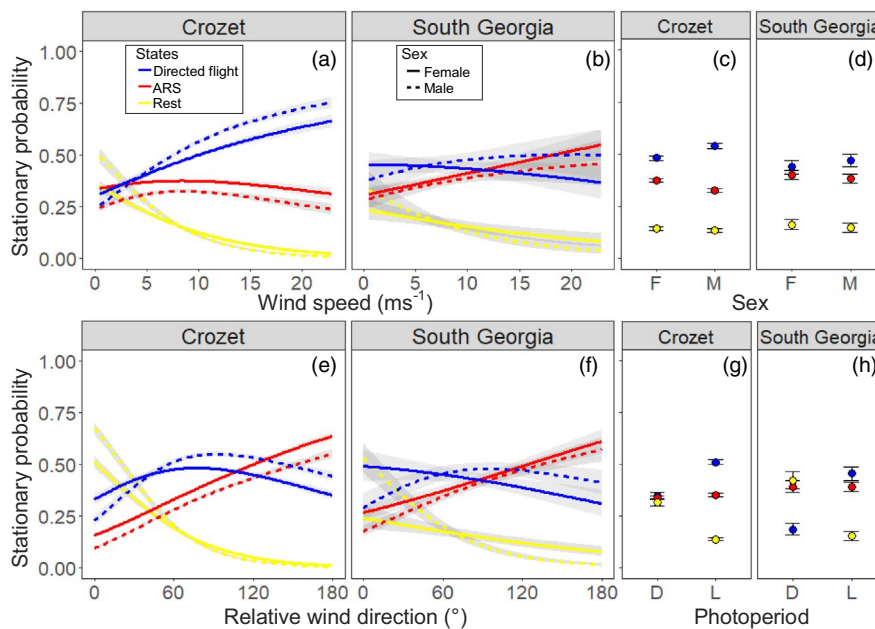 Crozet
South Georgia
Crozet
South Georgia
1.00
0.75
0.50
0.25
0.00
Stationary probability
States
Directed flight
ARS
Rest
(a)
Sex
Female
Male
(b)
(c)
(d)
0 5 10 15 20
0 5 10 15 20
F M
F M
Wind speed (ms-1)
Sex
Crozet
South Georgia
Crozet
South Georgia
1.00
0.75
0.50
0.25
0.00
Stationary probability
(e)
(f)
(g)
(h)
0 60 120 180
0 60 120 180
D L
D L
Relative wind direction (°)
Photoperiod